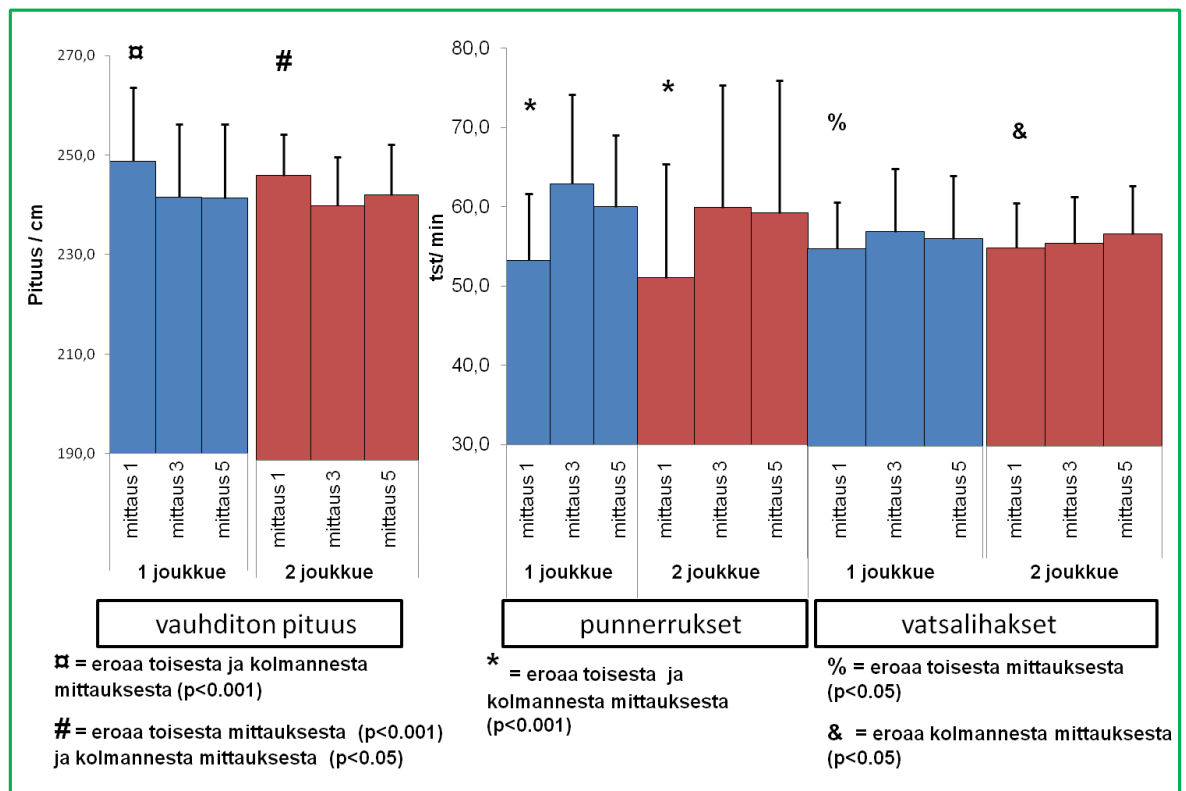 ¤
#
270,0
250,0
230,0
210,0
190,0
Pituus / cm
mittaus 1
mittaus 3
mittaus 5
mittaus 1
mittaus 3
mittaus 5
1 joukkue
2 joukkue
vauhditon pituus
¤ = eroaa toisesta ja kolmannesta
mittauksesta (p<0.001)
# = eroaa toisesta mittauksesta (p<0.001)
ja kolmannesta mittauksesta (p<0.05)
80,0
70,0
60,0
50,0
40,0
30,0
tst/ min
*
*
%
&
mittaus 1
mittaus 3
mittaus 5
mittaus 1
mittaus 3
mittaus 5
mittaus 1
mittaus 3
mittaus 5
mittaus 1
mittaus 3
mittaus 5
1 joukkue
2 joukkue
1 joukkue
2 joukkue
punnerrukset
vatsalihakset
* = eroaa toisesta ja
kolmannesta mittauksesta
(p<0.001)
% = eroaa toisesta mittauksesta
(p<0.05)
& = eroaa kolmannesta mittauksesta
(p<0.05)